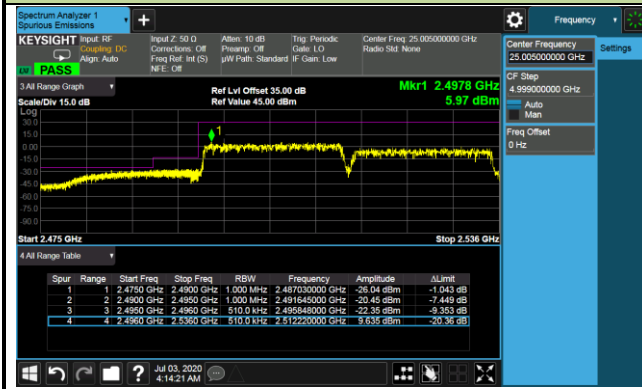 Spectrum Analyzer 1
Spurious Emissions
Frequency
KEYSIGHT
Input: RF
Coupling: DC
Align: Auto
Input Z: 50 Ω
Corrections: Off
Freq Ref: Int (S)
NFE: Off
Atten: 10 dB
Preamp: Off
µW Path: Standard
Trig: Periodic
Gate: LO
IF Gain: Low
Center Freq: 25.005000000 GHz
Radio Std: None
PASS
Center Frequency
25.005000000 GHz
Settings
CF Step
4.999000000 GHz
Auto
Man
Freq Offset
0 Hz
3 All Range Graph
Scale/Div 15.0 dB
Ref Lvl Offset 35.00 dB
Ref Value 45.00 dBm
Mkr1 2.4978 GHz
5.97 dBm
Log
30.0
15.0
0.00
-15.0
-30.0
-45.0
-60.0
-75.0
-90.0
1
Start 2.475 GHz
Stop 2.536 GHz
4 All Range Table
Spur Range Start Freq Stop Freq RBW Frequency Amplitude ΔLimit
1 1 2.4750 GHz 2.4900 GHz 1.000 MHz 2.487030000 GHz -26.04 dBm -1.043 dB
2 2 2.4900 GHz 2.4950 GHz 1.000 MHz 2.491645000 GHz -20.45 dBm -7.449 dB
3 3 2.4950 GHz 2.4960 GHz 510.0 kHz 2.495848000 GHz -22.35 dBm -9.353 dB
4 4 2.4960 GHz 2.5360 GHz 510.0 kHz 2.512220000 GHz 9.635 dBm -20.36 dB
Jul 03, 2020
4:14:21 AM